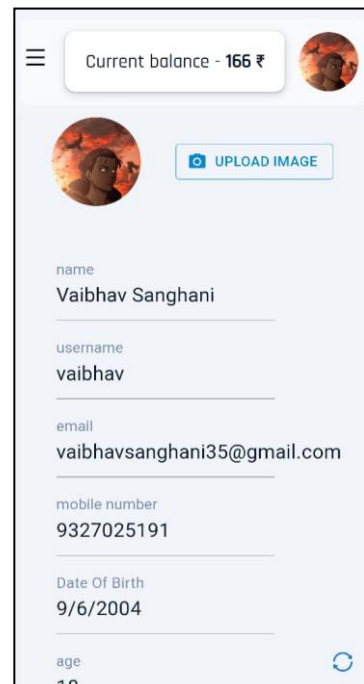 Current balance - 166 ₹
UPLOAD IMAGE
name
Vaibhav Sanghani
username
vaibhav
email
vaibhavsanghani35@gmail.com
mobile number
9327025191
Date Of Birth
9/6/2004
age